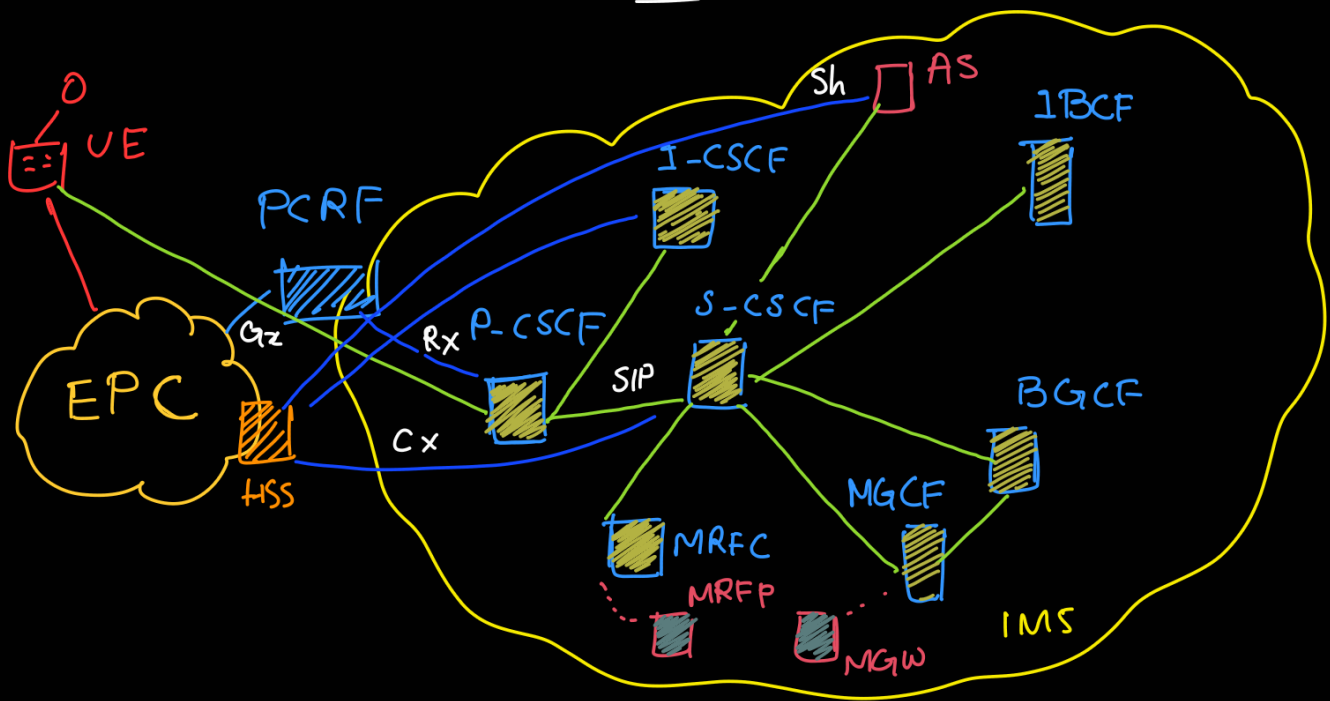 Sh
AS
IBCF
UE
I-CSCF
PCRF
S-CSCF
P-CSCF
Rx
Gz
SIP
EPC
BGCF
Cx
HSS
MGCF
MRFC
MRFP
IMS
MGW